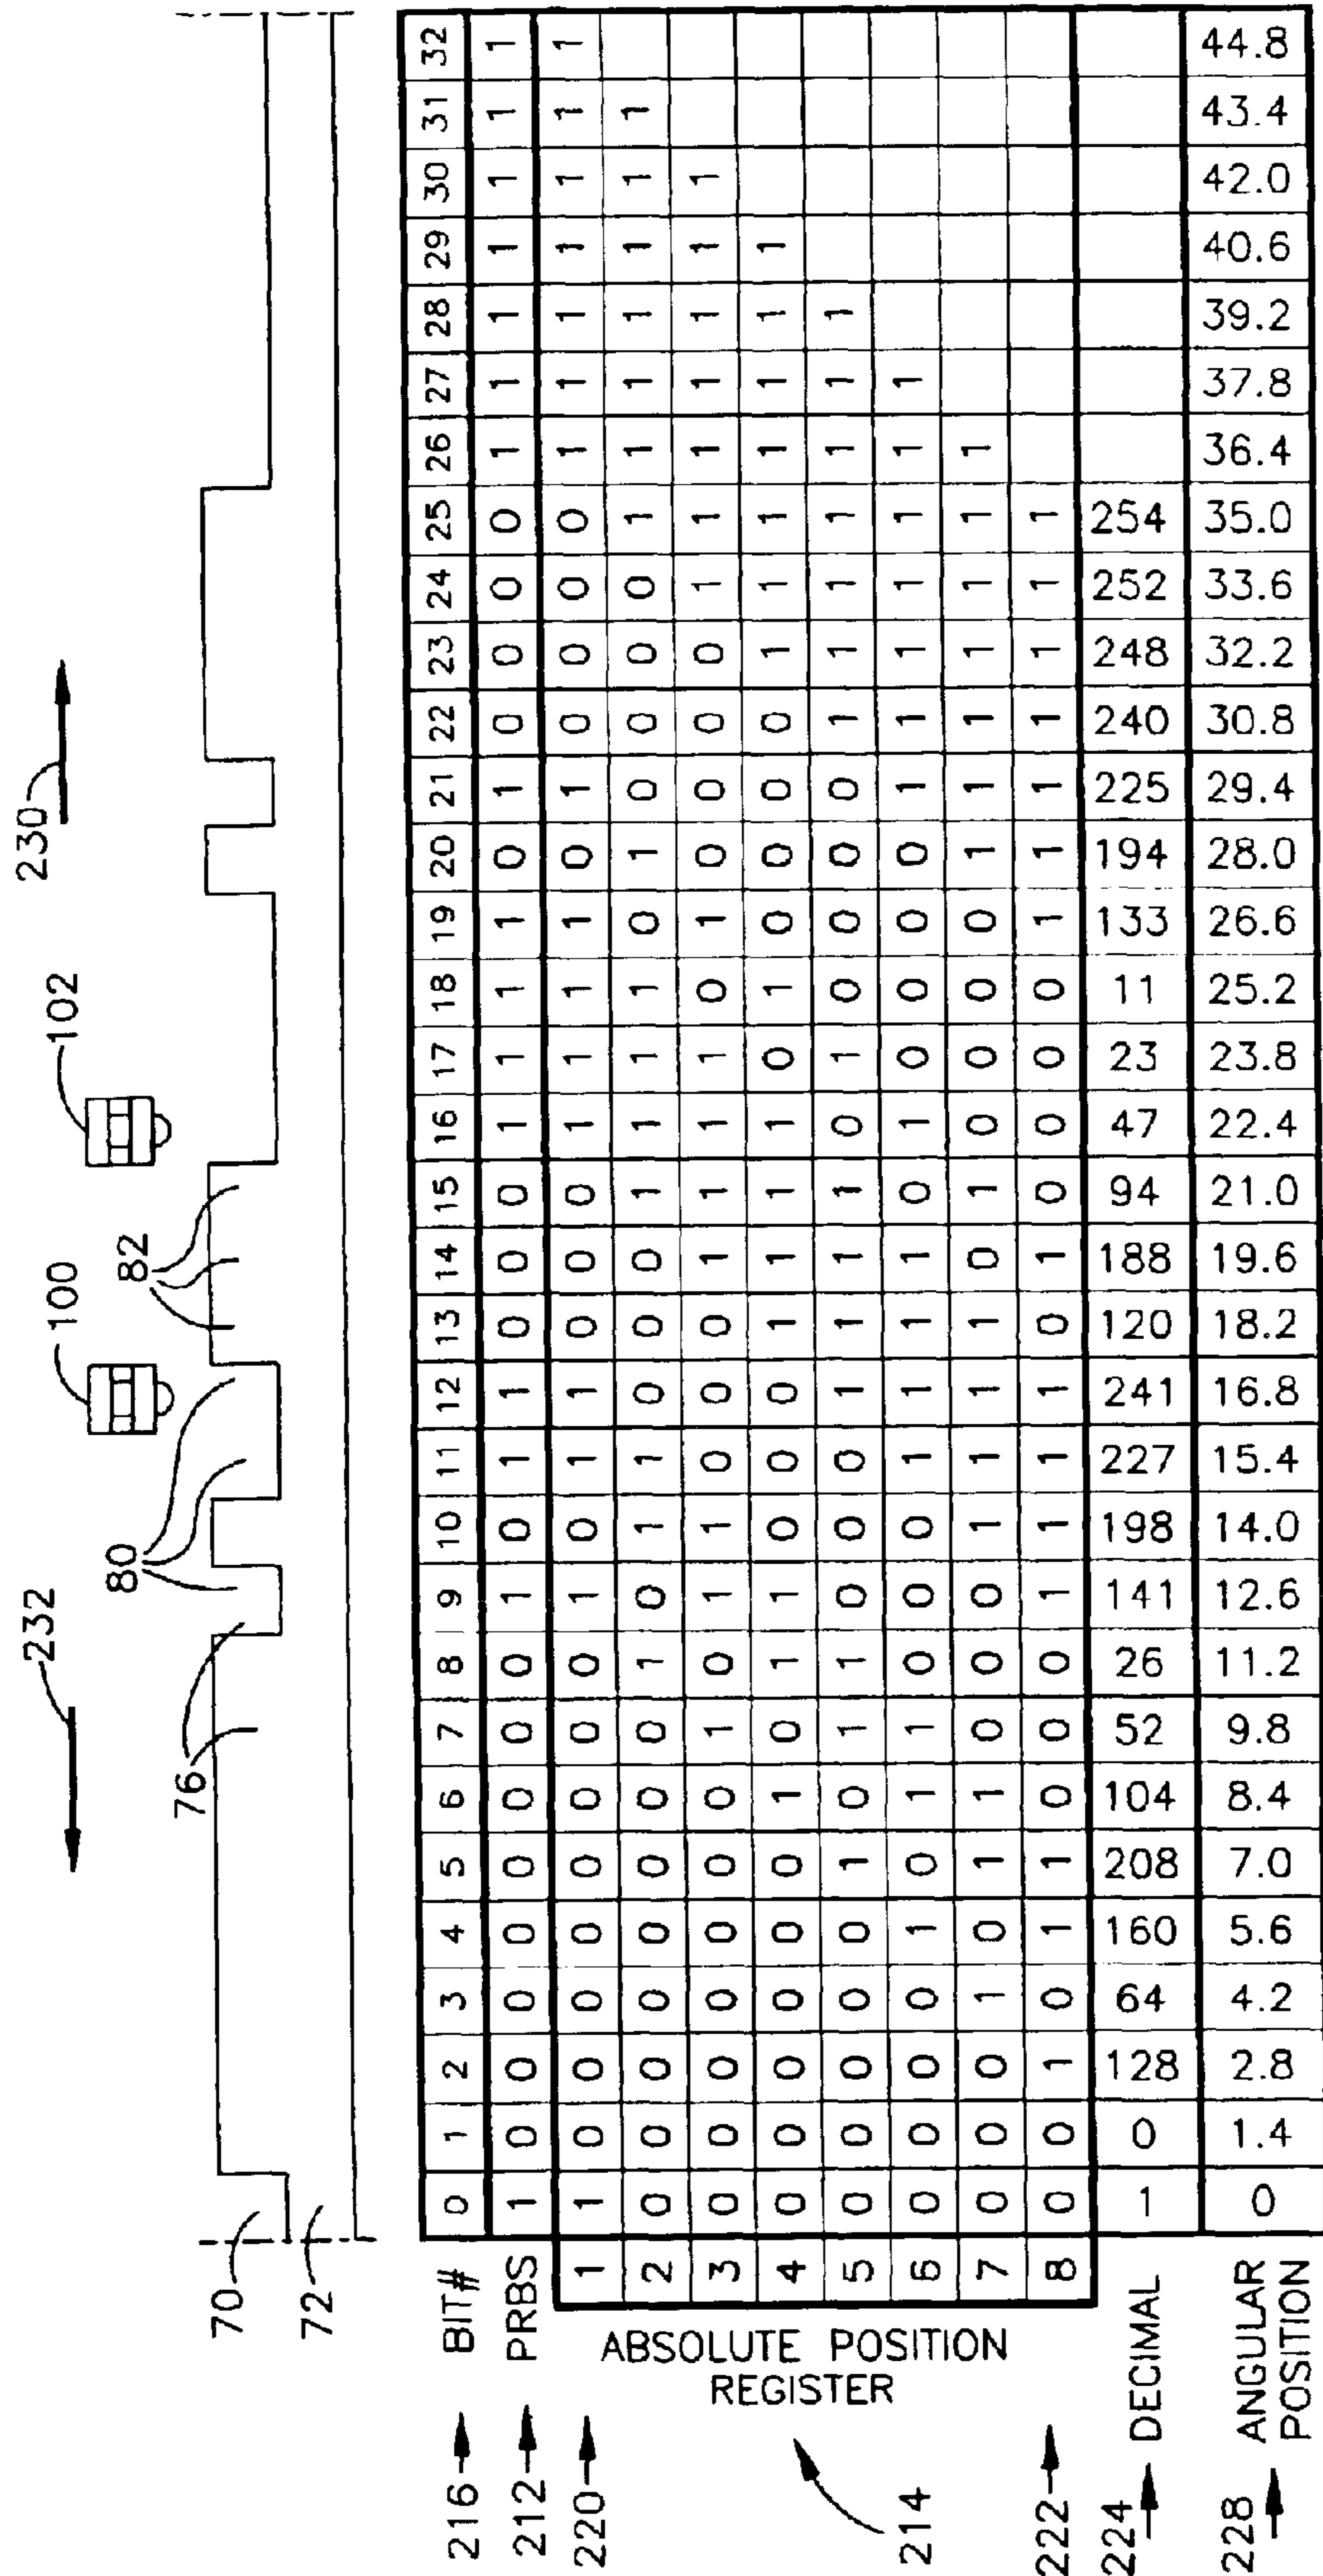 232 230
100 102
76 80 82
70
72
216 BIT# 0 1 2 3 4 5 6 7 8 9 10 11 12 13 14 15 16 17 18 19 20 21 22 23 24 25 26 27 28 29 30 31 32
212 PRBS 1 0 0 0 0 0 0 0 0 1 0 1 1 0 0 0 1 1 1 1 0 1 0 0 0 0 1 1 1 1 1 1 1
220 1 1 0 0 0 0 0 0 0 0 1 0 1 1 0 0 0 1 1 1 1 0 1 0 0 0 0 1 1 1 1 1 1 1
2 0 0 0 0 0 0 0 0 1 0 1 1 0 0 0 1 1 1 1 0 1 0 0 0 0 1 1 1 1 1 1 1
3 0 0 0 0 0 0 0 1 0 1 1 0 0 0 1 1 1 1 0 1 0 0 0 0 1 1 1 1 1 1 1
4 0 0 0 0 0 0 1 0 1 1 0 0 0 1 1 1 1 0 1 0 0 0 0 1 1 1 1 1 1 1
5 0 0 0 0 0 1 0 1 1 0 0 0 1 1 1 1 0 1 0 0 0 0 1 1 1 1 1 1 1
6 0 0 0 0 1 0 1 1 0 0 0 1 1 1 1 0 1 0 0 0 0 1 1 1 1 1 1 1
7 0 0 0 1 0 1 1 0 0 0 1 1 1 1 0 1 0 0 0 0 1 1 1 1 1 1 1
222 8 0 0 1 0 1 1 0 0 0 1 1 1 1 0 1 0 0 0 0 1 1 1 1 1 1 1
ABSOLUTE POSITION
REGISTER
214
224 DECIMAL 1 0 128 64 160 208 104 52 26 141 198 227 241 120 188 94 47 23 11 133 194 225 240 248 252 254
228 ANGULAR
POSITION 0 1.4 2.8 4.2 5.6 7.0 8.4 9.8 11.2 12.6 14.0 15.4 16.8 18.2 19.6 21.0 22.4 23.8 25.2 26.6 28.0 29.4 30.8 32.2 33.6 35.0 36.4 37.8 39.2 40.6 42.0 43.4 44.8